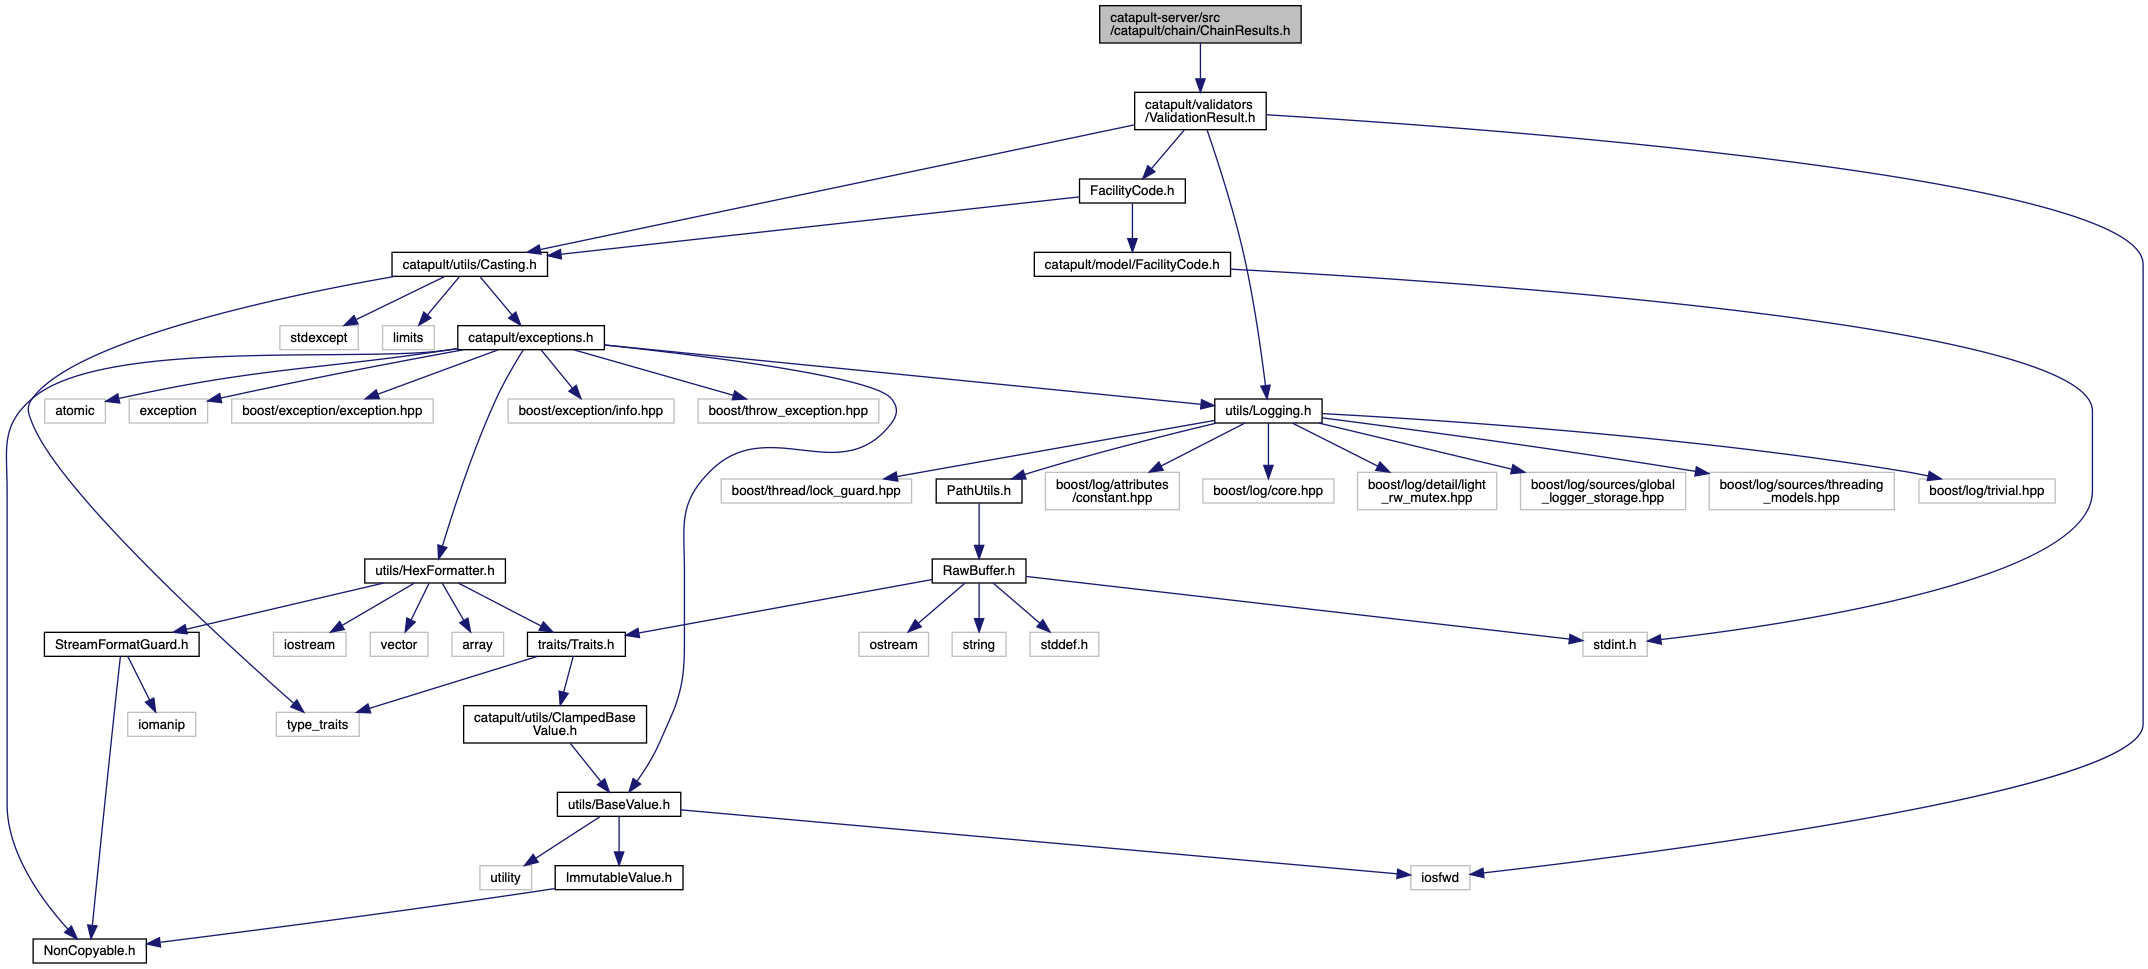 catapult-server/src
/catapult/chain/ChainResults.h
catapult/validators
/ValidationResult.h
FacilityCode.h
catapult/utils/Casting.h
catapult/model/FacilityCode.h
stdexcept
limits
catapult/exceptions.h
atomic
exception
boost/exception/exception.hpp
boost/exception/info.hpp
boost/throw_exception.hpp
utils/Logging.h
boost/thread/lock_guard.hpp
PathUtils.h
boost/log/attributes
/constant.hpp
boost/log/core.hpp
boost/log/detail/light
_rw_mutex.hpp
boost/log/sources/global
_logger_storage.hpp
boost/log/sources/threading
_models.hpp
boost/log/trivial.hpp
utils/HexFormatter.h
RawBuffer.h
StreamFormatGuard.h
iostream
vector
array
traits/Traits.h
ostream
string
stddef.h
stdint.h
iomanip
type_traits
catapult/utils/ClampedBase
Value.h
utils/BaseValue.h
utility
ImmutableValue.h
iosfwd
NonCopyable.h